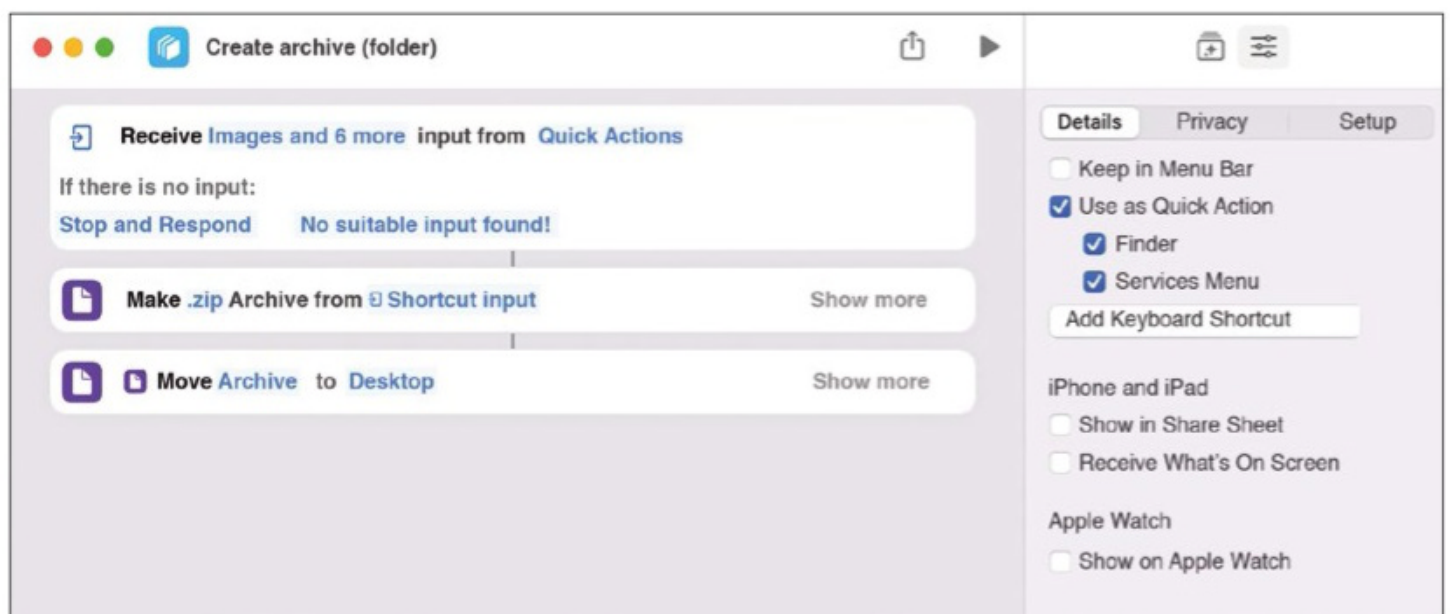 Create archive (folder)
Receive Images and 6 more input from Quick Actions
If there is no input:
Stop and Respond No suitable input found!
Make .zip Archive from Shortcut input Show more
Move Archive to Desktop Show more
Details Privacy Setup
Keep in Menu Bar
Use as Quick Action
Finder
Services Menu
Add Keyboard Shortcut
iPhone and iPad
Show in Share Sheet
Receive What's On Screen
Apple Watch
Show on Apple Watch